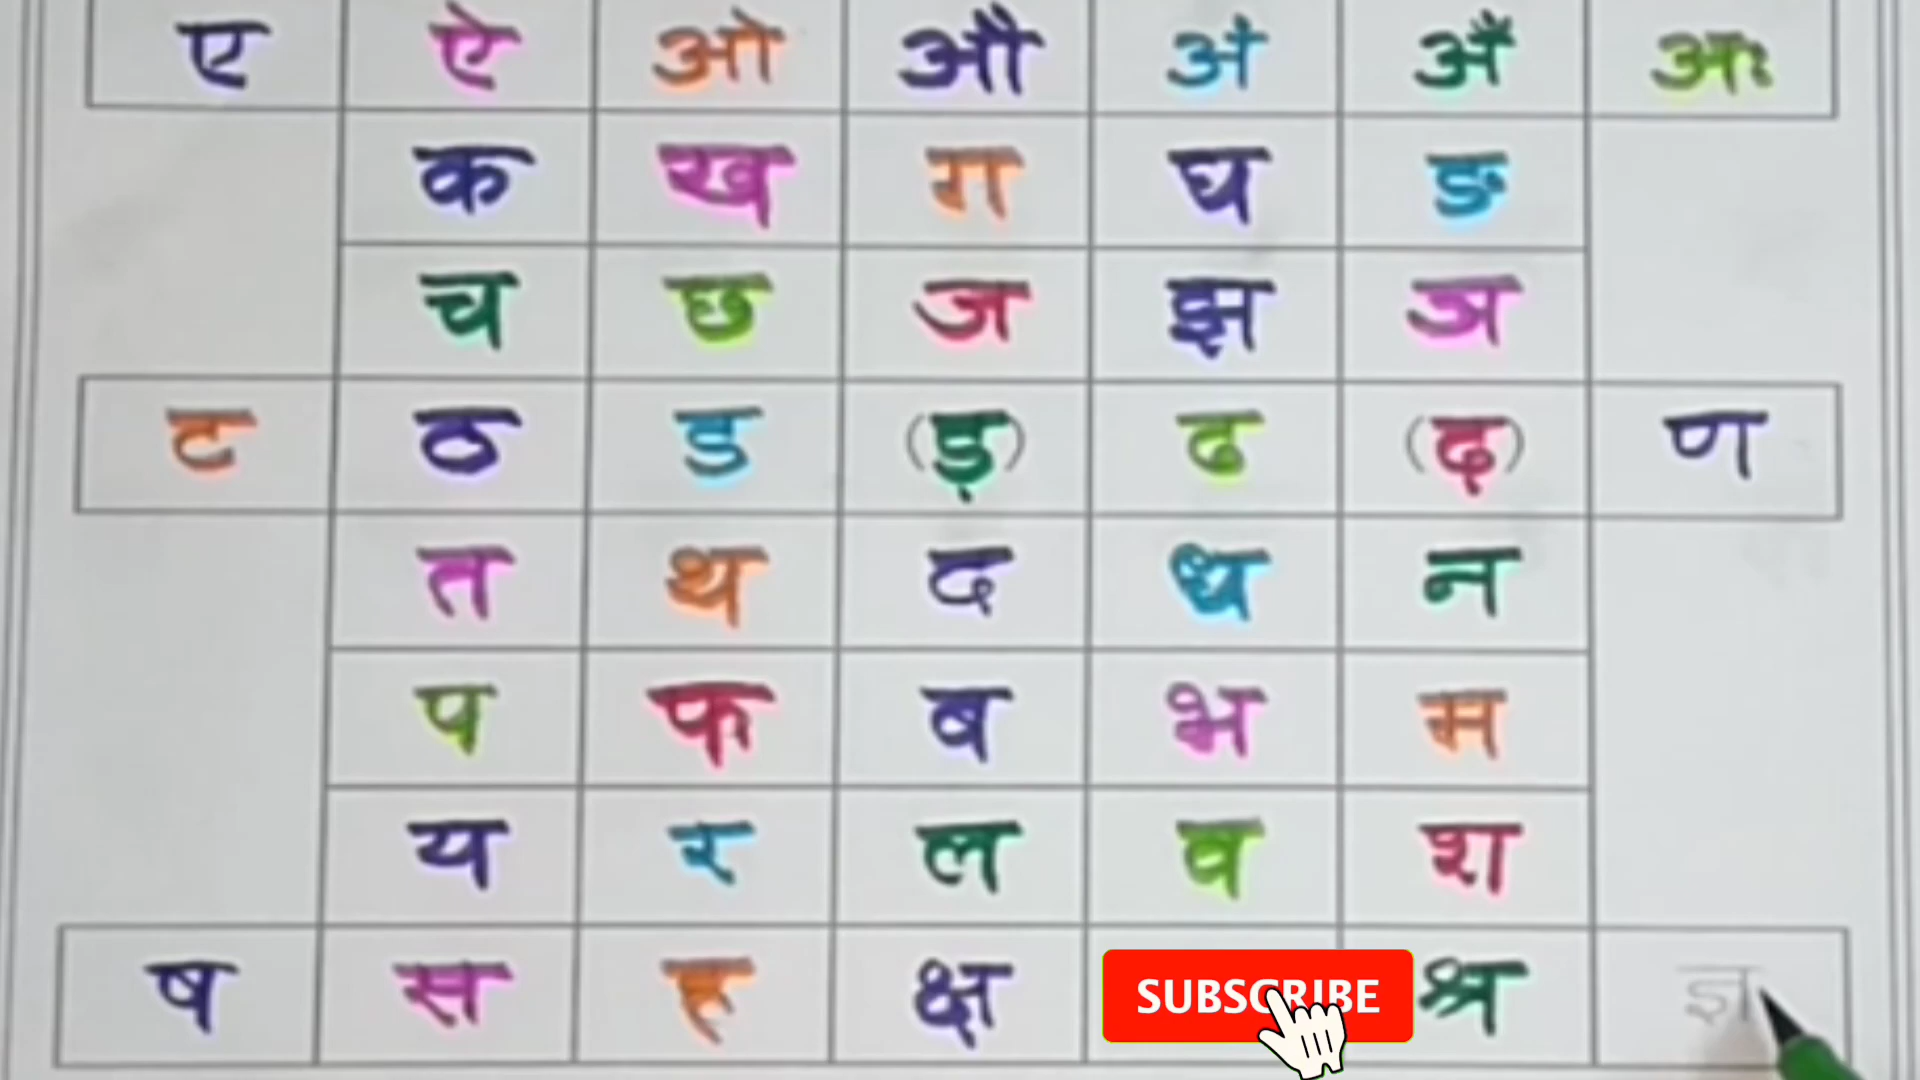 ए ऐ ओ औ अं अँ अः
क ख ग घ ङ
च छ ज झ ञ
ट ठ ड (ड़) ढ (ढ़) ण
त थ द ध न
प फ ब भ म
य र ल व श
ष स ह क्ष SUBSCRIBE श्र ज्ञ